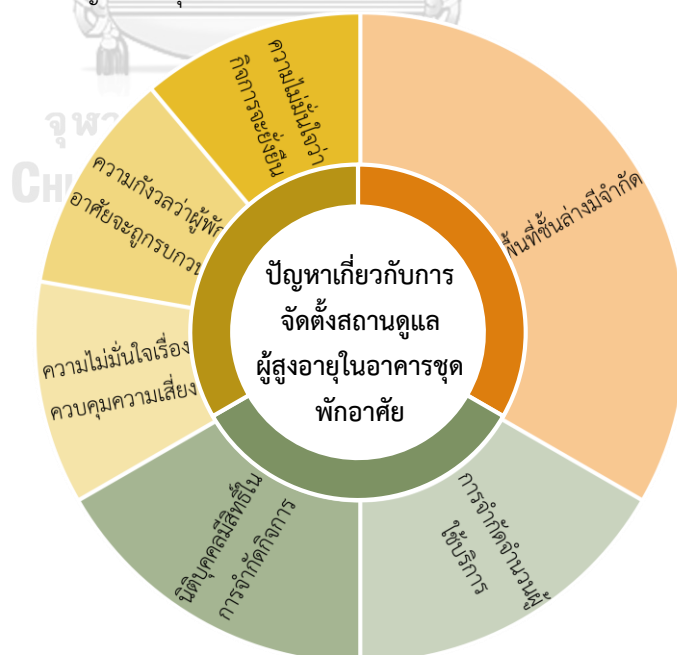 ปัญหาเกี่ยวกับการ
จัดตั้งสถานดูแล
ผู้สูงอายุในอาคารชุด
พักอาศัย
พื้นที่ชั้นล่างมีจำกัด
การจำกัดจำนวนผู้
ใช้บริการ
นิติบุคคลมีสิทธิ์ใน
การจำกัดกิจการ
ความไม่มั่นใจเรื่อง
ควบคุมความเสี่ยง
ความกังวลว่าผู้พัก
อาศัยจะถูกรบกวน
ความไม่มั่นใจว่า
กิจการจะยั่งยืน